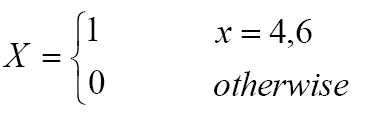 X = { 1 x = 4,6
0 otherwise